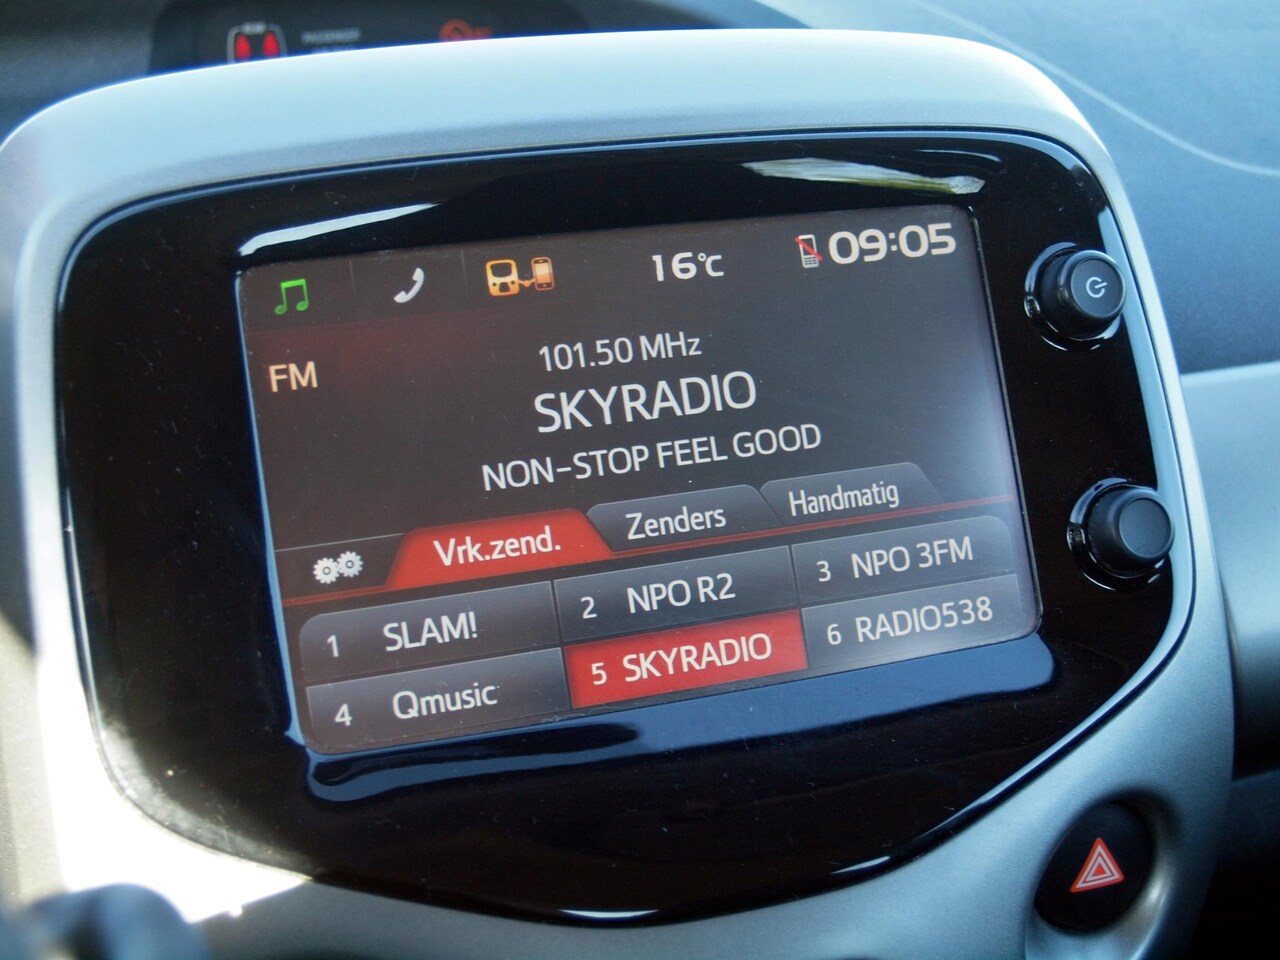 16°C
09:05
FM
101.50 MHz
SKYRADIO
NON-STOP FEEL GOOD
Vrk.zend.
Zenders
Handmatig
1 SLAM!
2 NPO R2
3 NPO 3FM
4 Qmusic
5 SKYRADIO
6 RADIO538